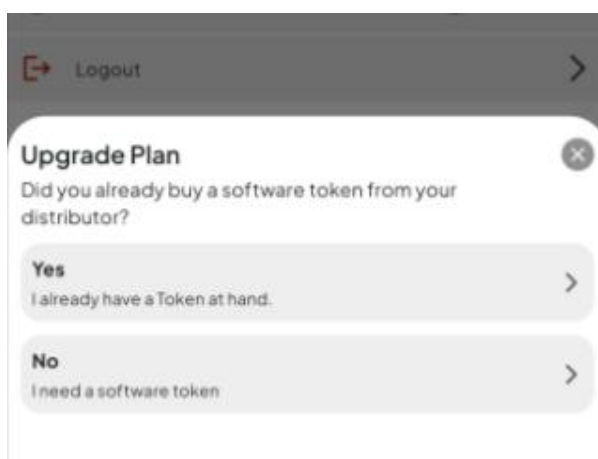 Logout
Upgrade Plan
Did you already buy a software token from your
distributor?
Yes
I already have a Token at hand.
No
I need a software token